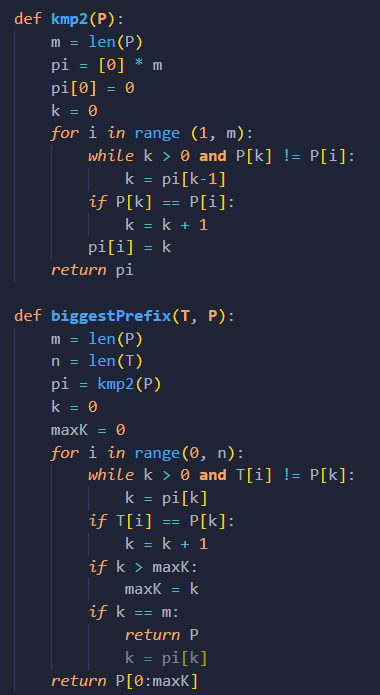 def kmp2(P):
    m = len(P)
    pi = [0] * m
    pi[0] = 0
    k = 0
    for i in range (1, m):
        while k > 0 and P[k] != P[i]:
            k = pi[k-1]
        if P[k] == P[i]:
            k = k + 1
        pi[i] = k
    return pi

def biggestPrefix(T, P):
    m = len(P)
    n = len(T)
    pi = kmp2(P)
    k = 0
    maxK = 0
    for i in range(0, n):
        while k > 0 and T[i] != P[k]:
            k = pi[k]
        if T[i] == P[k]:
            k = k + 1
        if k > maxK:
            maxK = k
        if k == m:
            return P
            k = pi[k]
    return P[0:maxK]